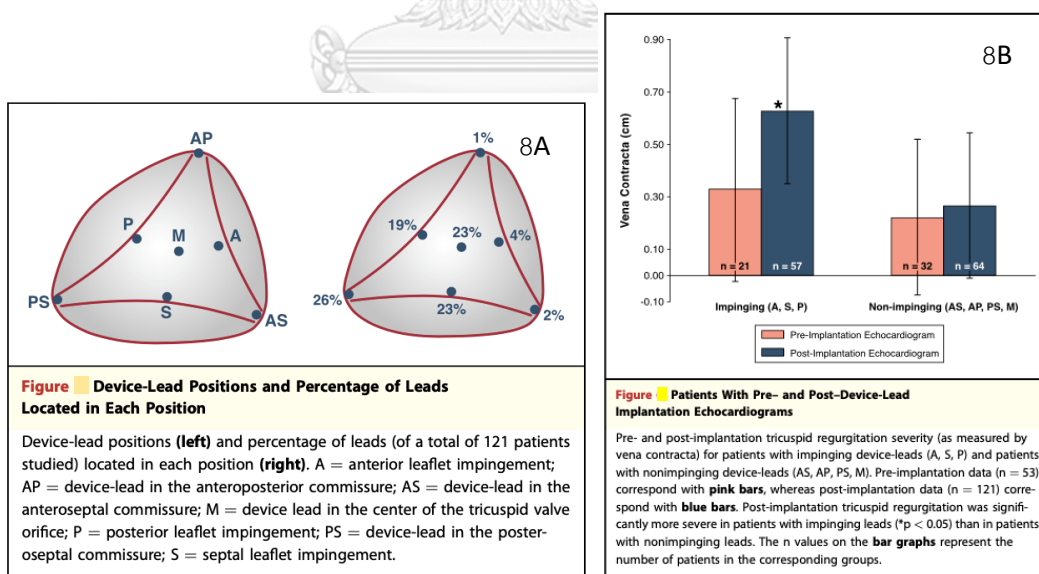 8A
AP
P
M
A
PS
S
AS
1%
19%
23%
4%
26%
23%
2%
Figure Device-Lead Positions and Percentage of Leads
Located in Each Position
Device-lead positions (left) and percentage of leads (of a total of 121 patients
studied) located in each position (right). A = anterior leaflet impingement;
AP = device-lead in the anteroposterior commissure; AS = device-lead in the
anteroseptal commissure; M = device lead in the center of the tricuspid valve
orifice; P = posterior leaflet impingement; PS = device-lead in the poster-
oseptal commissure; S = septal leaflet impingement.
8B
Vena Contracta (cm)
0.90
0.70
0.50
0.30
0.10
0.00
-0.10
*
n = 21
n = 57
n = 32
n = 64
Impinging (A, S, P)
Non-impinging (AS, AP, PS, M)
Pre-Implantation Echocardiogram
Post-Implantation Echocardiogram
Figure Patients With Pre– and Post–Device-Lead
Implantation Echocardiograms
Pre- and post-implantation tricuspid regurgitation severity (as measured by
vena contracta) for patients with impinging device-leads (A, S, P) and patients
with nonimpinging device-leads (AS, AP, PS, M). Pre-implantation data (n = 53)
correspond with pink bars, whereas post-implantation data (n = 121) corre-
spond with blue bars. Post-implantation tricuspid regurgitation was signifi-
cantly more severe in patients with impinging leads (*p < 0.05) than in patients
with nonimpinging leads. The n values on the bar graphs represent the
number of patients in the corresponding groups.